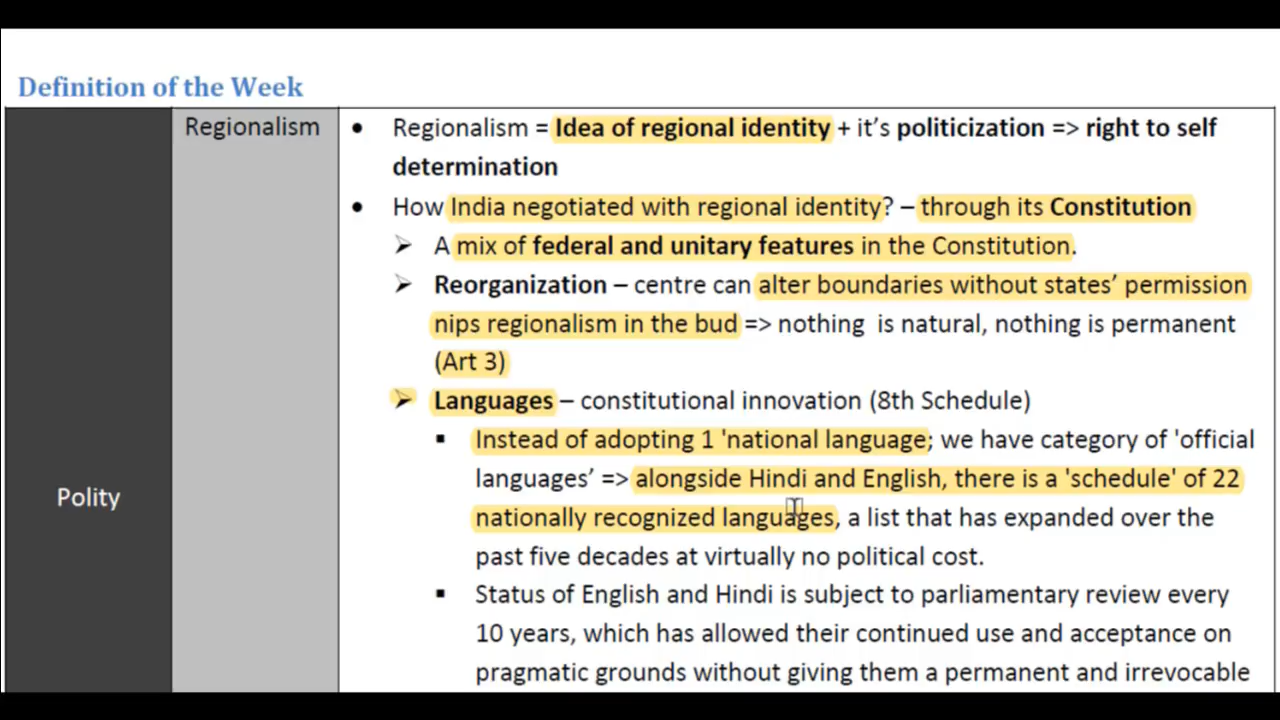 Definition of the Week
Polity
Regionalism
• Regionalism = Idea of regional identity + it's politicization => right to self
determination
• How India negotiated with regional identity? – through its Constitution
➢ A mix of federal and unitary features in the Constitution.
➢ Reorganization – centre can alter boundaries without states’ permission
nips regionalism in the bud => nothing is natural, nothing is permanent
(Art 3)
➢ Languages – constitutional innovation (8th Schedule)
▪ Instead of adopting 1 'national language; we have category of 'official
languages’ => alongside Hindi and English, there is a 'schedule' of 22
nationally recognized languages, a list that has expanded over the
past five decades at virtually no political cost.
▪ Status of English and Hindi is subject to parliamentary review every
10 years, which has allowed their continued use and acceptance on
pragmatic grounds without giving them a permanent and irrevocable